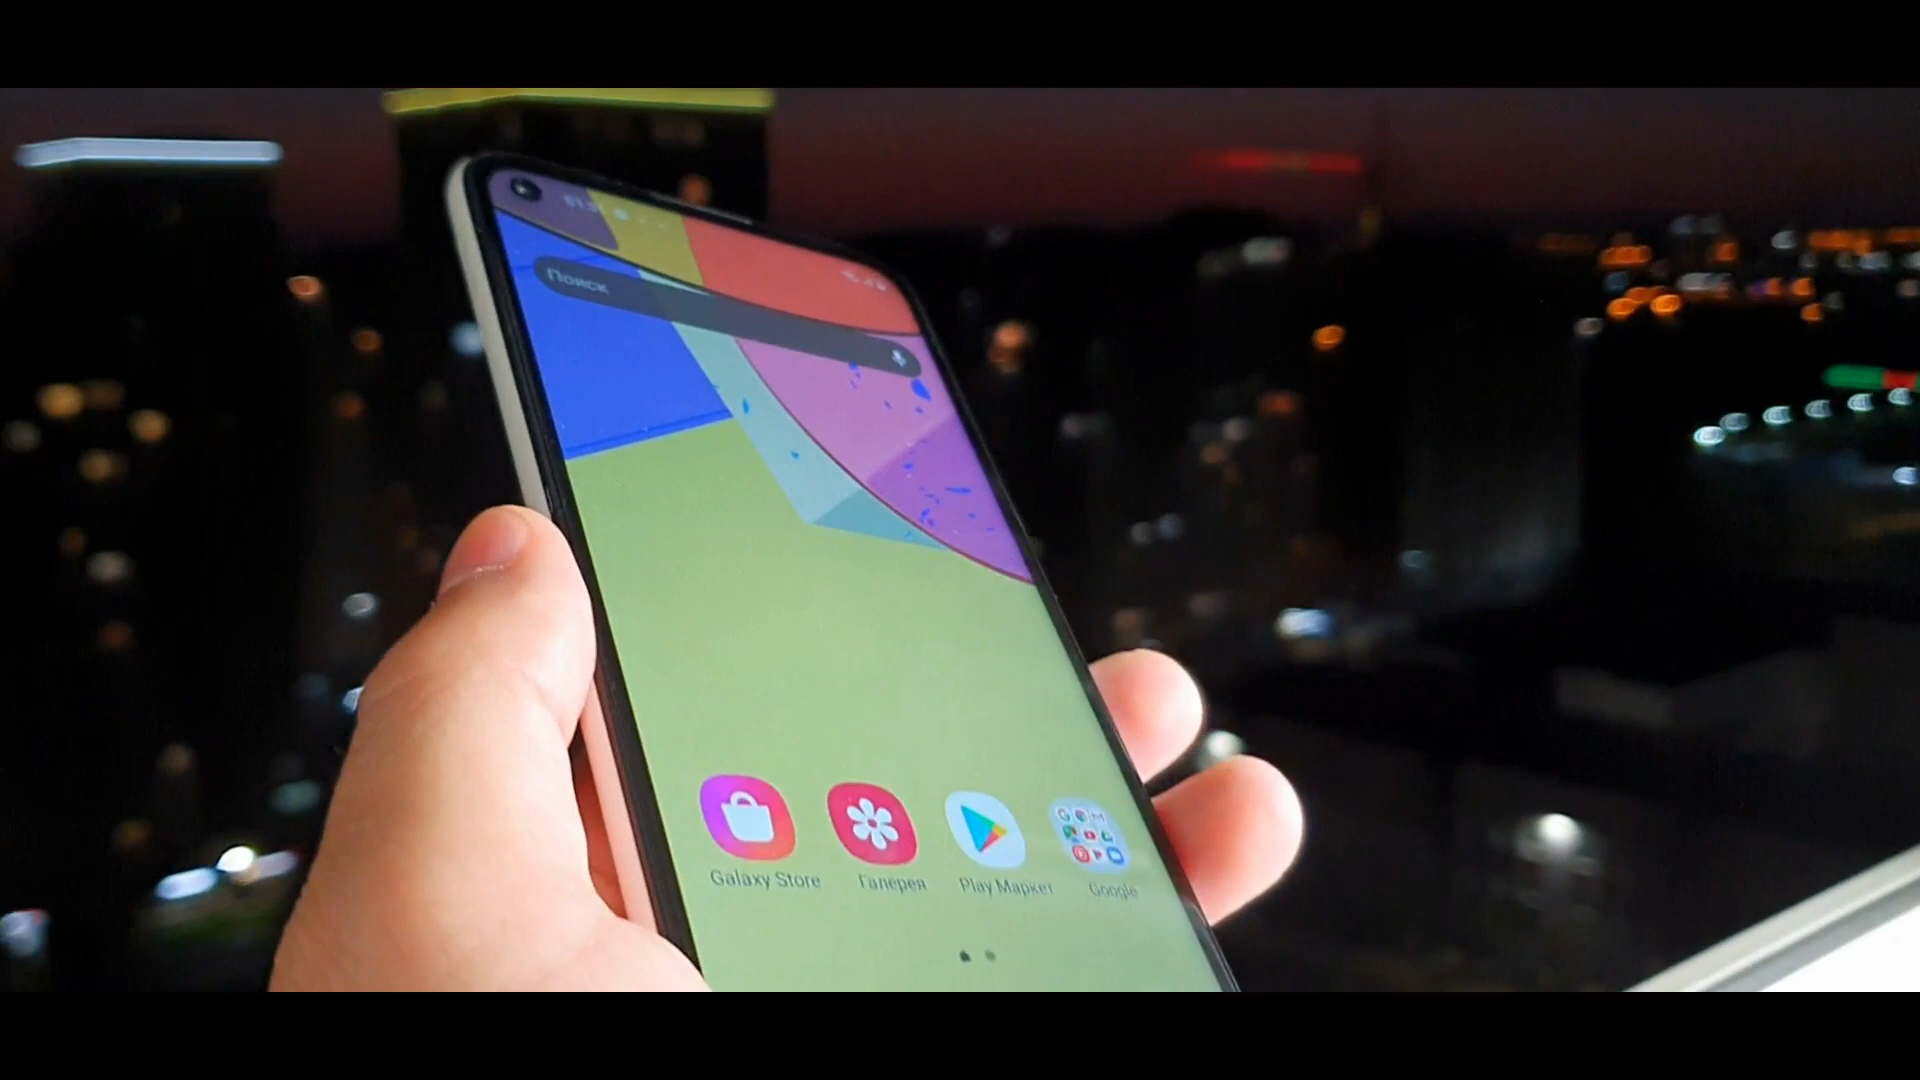 Поиск
Galaxy Store
Галерея
Play Маркет
Google